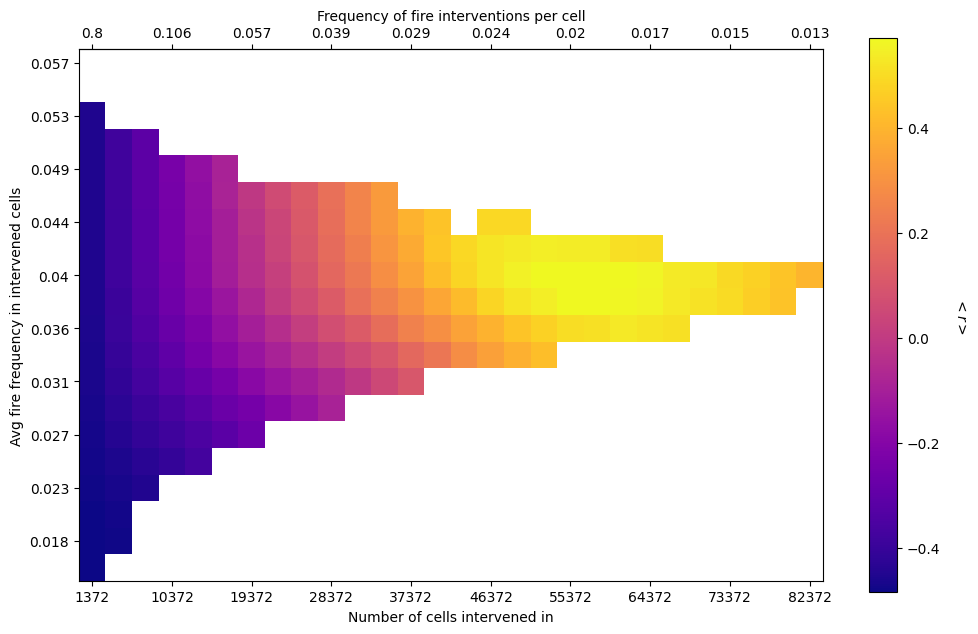 Frequency of fire interventions per cell
0.8 0.106 0.057 0.039 0.029 0.024 0.02 0.017 0.015 0.013
0.057
0.053
0.049
0.044
0.04
0.036
0.031
0.027
0.023
0.018
Avg fire frequency in intervened cells
1372 10372 19372 28372 37372 46372 55372 64372 73372 82372
Number of cells intervened in
0.4
0.2
0.0
−0.2
−0.4
< r >